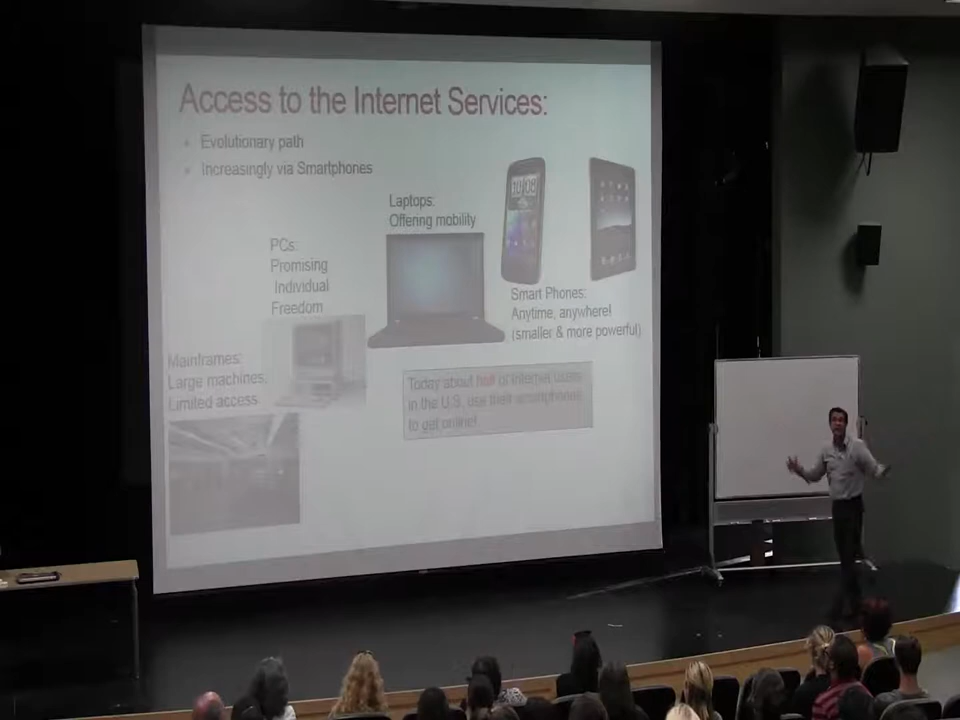 Access to the Internet Services:
Evolutionary path
Increasingly via Smartphones
Laptops:
Offering mobility
PCs:
Promising
Individual
Freedom
Smart Phones:
Anytime, anywhere!
(smaller & more powerful)
Mainframes:
Large machines,
Limited access
Today about half of Internet users
in the U.S. use their smartphones
to get online!
10:08